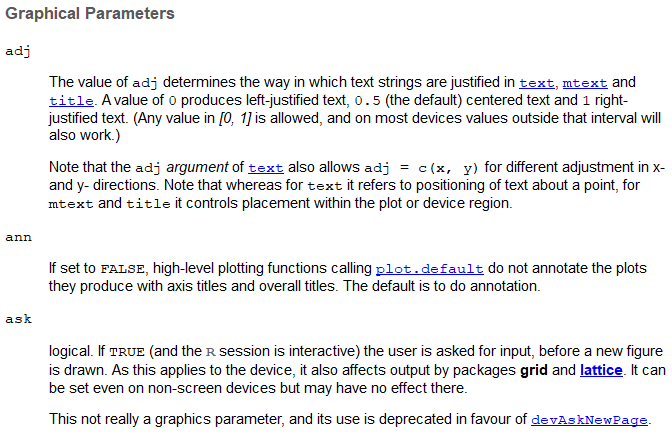 Graphical Parameters
adj
The value of adj determines the way in which text strings are justified in text, mtext and
title. A value of 0 produces left-justified text, 0.5 (the default) centered text and 1 right-
justified text. (Any value in [0, 1] is allowed, and on most devices values outside that interval will
also work.)
Note that the adj argument of text also allows adj = c(x, y) for different adjustment in x-
and y- directions. Note that whereas for text it refers to positioning of text about a point, for
mtext and title it controls placement within the plot or device region.
ann
If set to FALSE, high-level plotting functions calling plot.default do not annotate the plots
they produce with axis titles and overall titles. The default is to do annotation.
ask
logical. If TRUE (and the R session is interactive) the user is asked for input, before a new figure
is drawn. As this applies to the device, it also affects output by packages grid and lattice. It can
be set even on non-screen devices but may have no effect there.
This not really a graphics parameter, and its use is deprecated in favour of devAskNewPage.